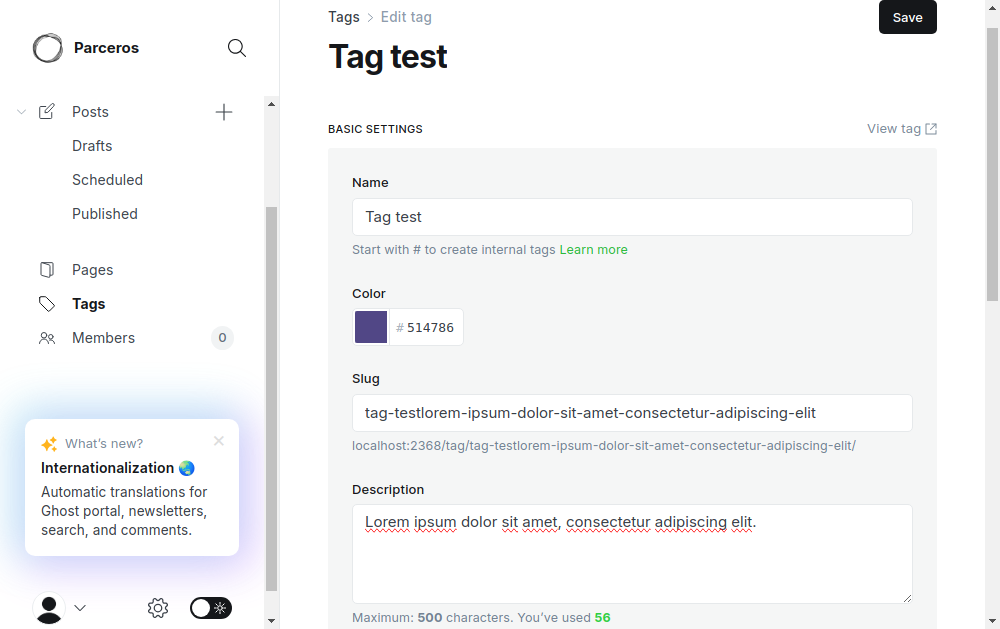 Parceros
Posts
Drafts
Scheduled
Published
Pages
Tags
Members
0
What's new?
Internationalization
Automatic translations for
Ghost portal, newsletters,
search, and comments.
Tags > Edit tag
Save
Tag test
BASIC SETTINGS
View tag
Name
Tag test
Start with # to create internal tags Learn more
Color
# 514786
Slug
tag-testlorem-ipsum-dolor-sit-amet-consectetur-adipiscing-elit
localhost:2368/tag/tag-testlorem-ipsum-dolor-sit-amet-consectetur-adipiscing-elit/
Description
Lorem ipsum dolor sit amet, consectetur adipiscing elit.
Maximum: 500 characters. You've used 56